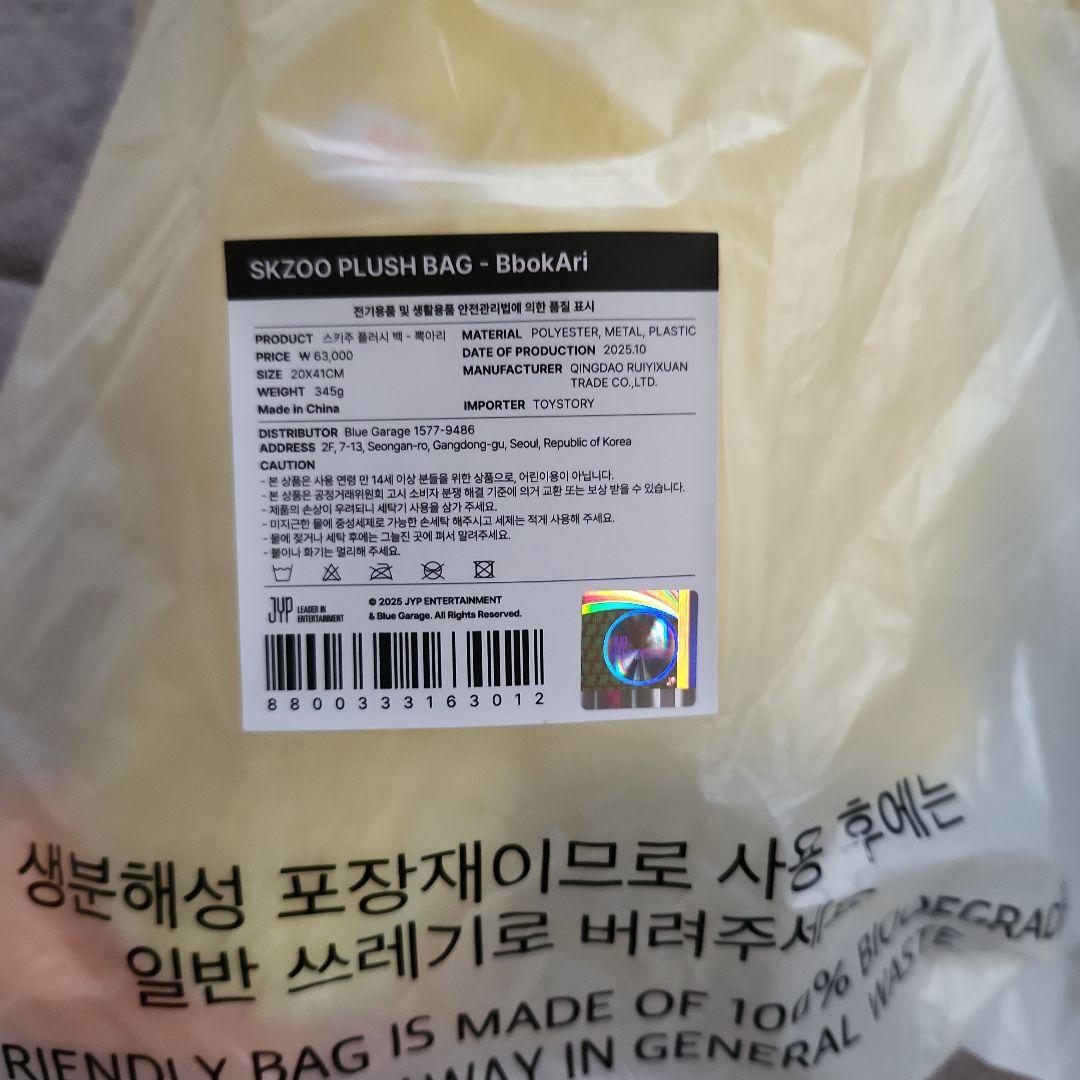 SKZOO PLUSH BAG - BbokAri
전기용품 및 생활용품 안전관리법에 의한 품질 표시
PRODUCT 스키주 플러시 백 - 뽁아리
PRICE ₩ 63,000
SIZE 20X41CM
WEIGHT 345g
Made in China
MATERIAL POLYESTER, METAL, PLASTIC
DATE OF PRODUCTION 2025.10
MANUFACTURER QINGDAO RUIYIXUAN
TRADE CO.,LTD.
IMPORTER TOYSTORY
DISTRIBUTOR Blue Garage 1577-9486
ADDRESS 2F, 7-13, Seongan-ro, Gangdong-gu, Seoul, Republic of Korea
CAUTION
- 본 상품은 사용 연령 만 14세 이상 분들을 위한 상품으로, 어린이용이 아닙니다.
- 본 상품은 공정거래위원회 고시 소비자 분쟁 해결 기준에 의거 교환 또는 보상 받을 수 있습니다.
- 제품의 손상이 우려되니 세탁기 사용을 삼가 주세요.
- 미지근한 물에 중성세제로 가능한 손세탁 해주시고 세제는 적게 사용해 주세요.
- 물에 젖거나 세탁 후에는 그늘진 곳에 펴서 말려주세요.
- 불이나 화기는 멀리해 주세요.
JYP LEADER IN
ENTERTAINMENT
© 2025 JYP ENTERTAINMENT
& Blue Garage. All Rights Reserved.
8800333163012
생분해성 포장재이므로 사용 후에는
일반 쓰레기로 버려주세요
RIENDLY BAG IS MADE OF 100% BIODEGRAD
AWAY IN GENERAL WASTE